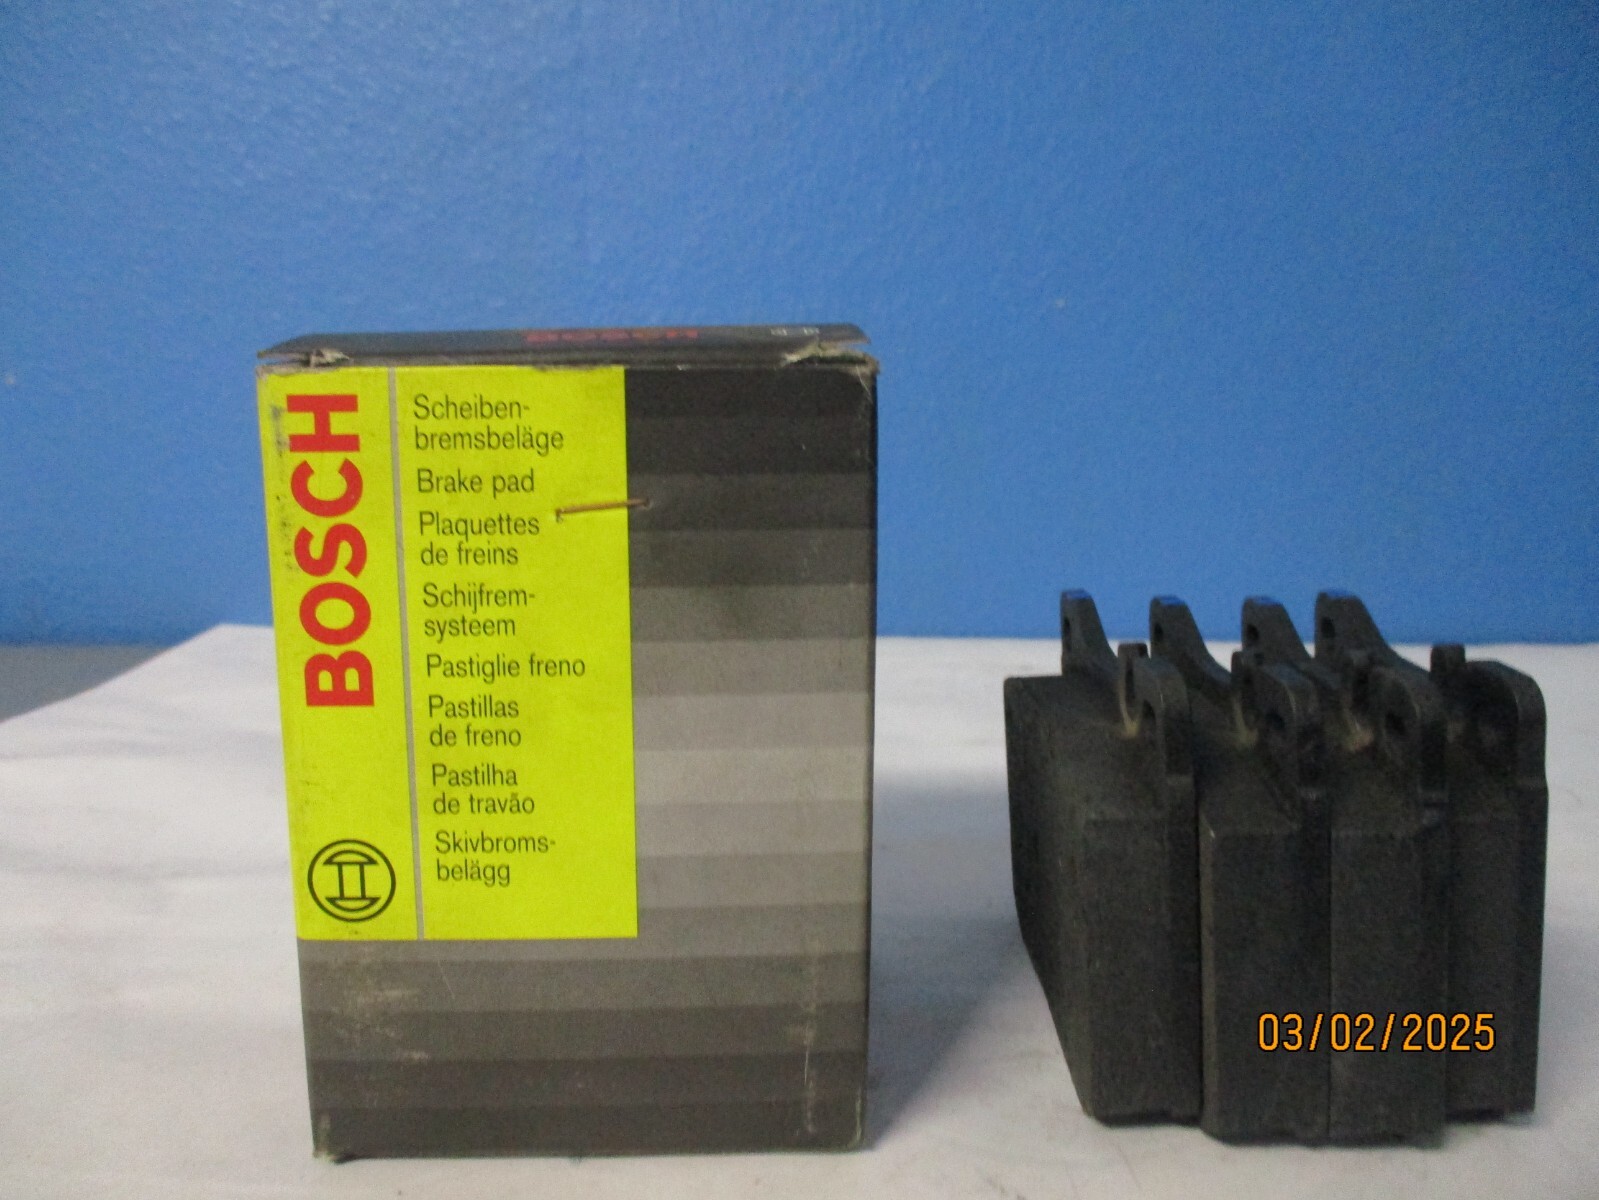 BOSCH
BOSCH
Scheiben-
bremsbeläge
Brake pad
Plaquettes
de freins
Schijfrem-
systeem
Pastiglie freno
Pastillas
de freno
Pastilha
de travão
Skivbroms-
belägg
03/02/2025